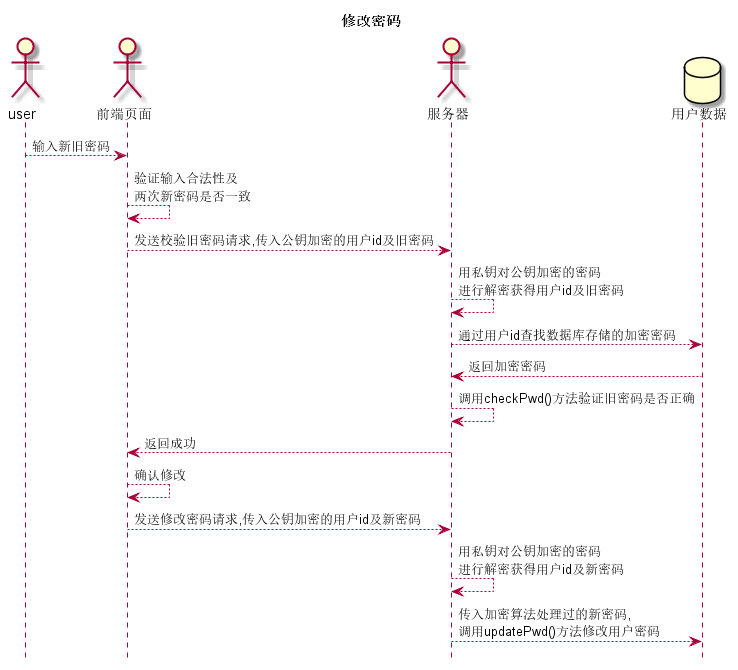 修改密码
user
前端页面
服务器
用户数据
输入新旧密码
验证输入合法性及
两次新密码是否一致
发送校验旧密码请求,传入公钥加密的用户id及旧密码
用私钥对公钥加密的密码
进行解密获得用户id及旧密码
通过用户id查找数据库存储的加密密码
返回加密密码
调用checkPwd()方法验证旧密码是否正确
返回成功
确认修改
发送修改密码请求,传入公钥加密的用户id及新密码
用私钥对公钥加密的密码
进行解密获得用户id及新密码
传入加密算法处理过的新密码,
调用updatePwd()方法修改用户密码